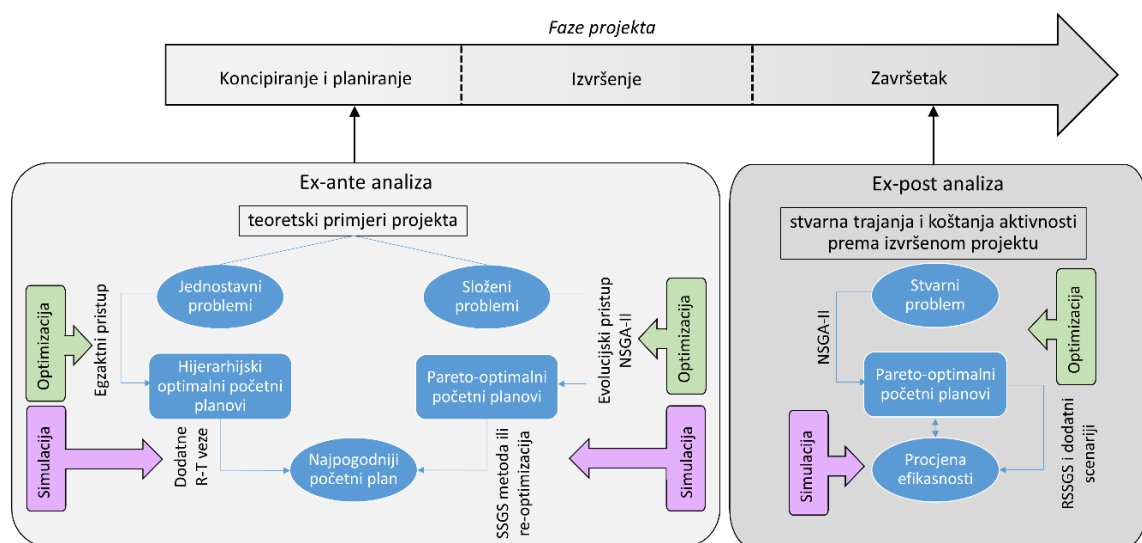 Faze projekta
Koncipiranje i planiranje
Izvršenje
Završetak
Ex-ante analiza
teoretski primjeri projekta
Jednostavni
problemi
Složeni
problemi
Optimizacija
Egzaktni pristup
Evolucijski pristup
NSGA-II
Optimizacija
Hijerarhijski
optimalni početni
planovi
Pareto-optimalni
početni planovi
Simulacija
Dodatne
R-T veze
Najpogodniji
početni plan
SSGS metoda ili
re-optimizacija
Simulacija
Ex-post analiza
stvarna trajanja i koštanja aktivnosti
prema izvršenom projektu
Stvarni
problem
NSGA-II
Optimizacija
Pareto-optimalni
početni planovi
Simulacija
Procjena
efikasnosti
RSSGS i dodatni
scenariji